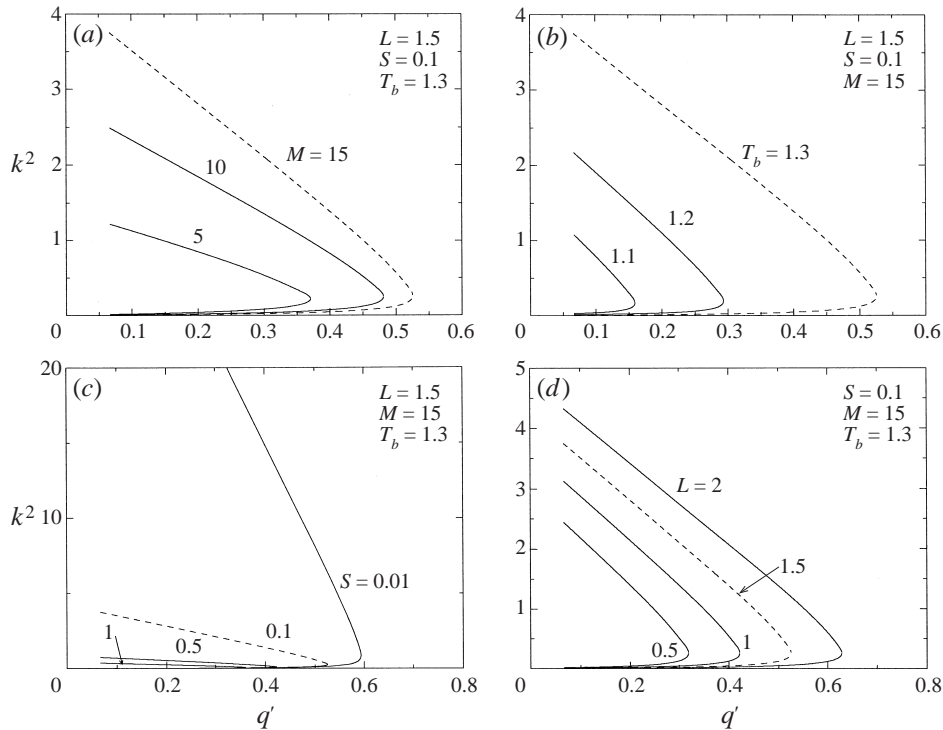 (a)
L = 1.5
S = 0.1
T_b = 1.3
M = 15
10
5
k²
4
3
2
1
0
0.1
0.2
0.3
0.4
0.5
0.6
(b)
L = 1.5
S = 0.1
M = 15
T_b = 1.3
1.2
1.1
4
3
2
1
0
0.1
0.2
0.3
0.4
0.5
0.6
(c)
L = 1.5
M = 15
T_b = 1.3
S = 0.01
0.1
0.5
1
k²
20
10
0
0.2
0.4
0.6
0.8
q′
(d)
S = 0.1
M = 15
T_b = 1.3
L = 2
1.5
1
0.5
5
4
3
2
1
0
0.2
0.4
0.6
0.8
q′